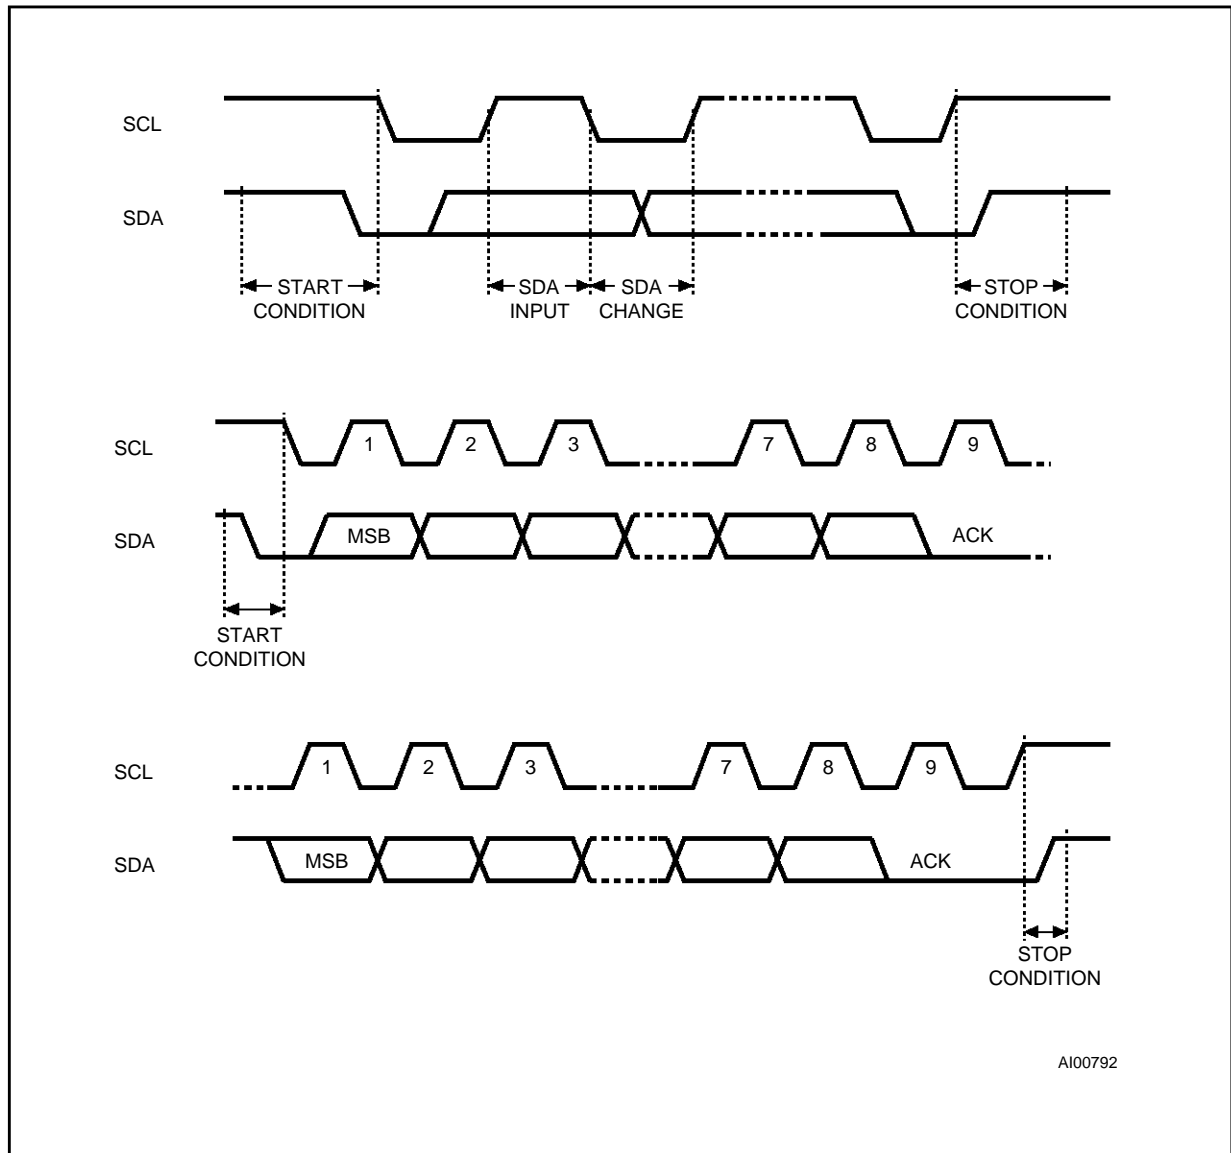 SCL
SDA
START
CONDITION
SDA
INPUT
SDA
CHANGE
STOP
CONDITION
SCL
1 2 3 7 8 9
SDA
MSB
ACK
START
CONDITION
SCL
1 2 3 7 8 9
SDA
MSB
ACK
STOP
CONDITION
AI00792